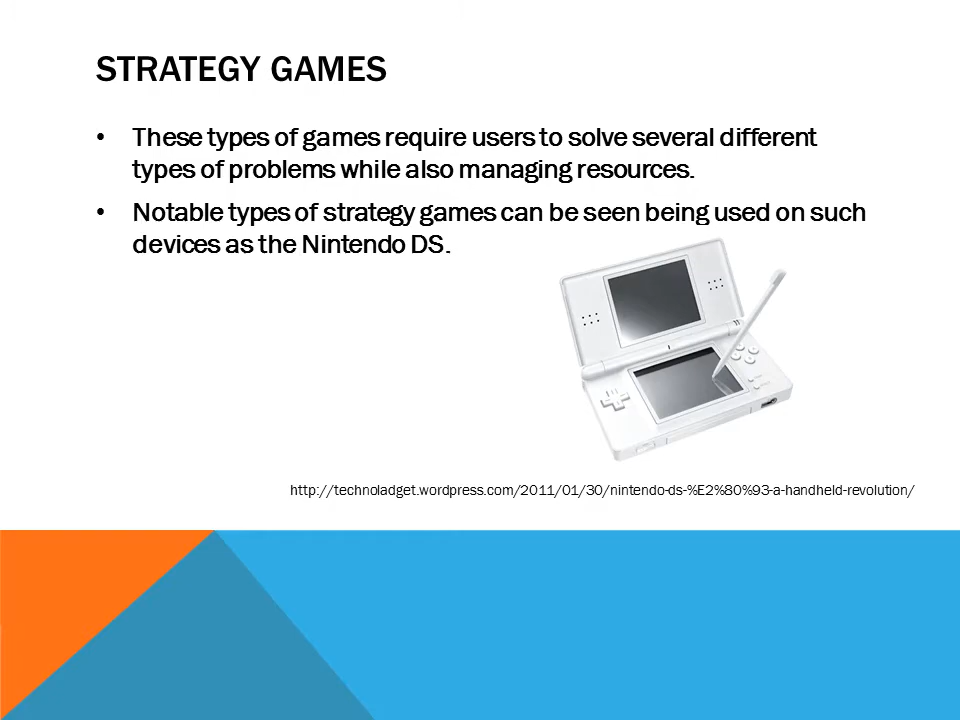 STRATEGY GAMES
• These types of games require users to solve several different
types of problems while also managing resources.
• Notable types of strategy games can be seen being used on such
devices as the Nintendo DS.
http://technoladget.wordpress.com/2011/01/30/nintendo-ds-%E2%80%93-a-handheld-revolution/